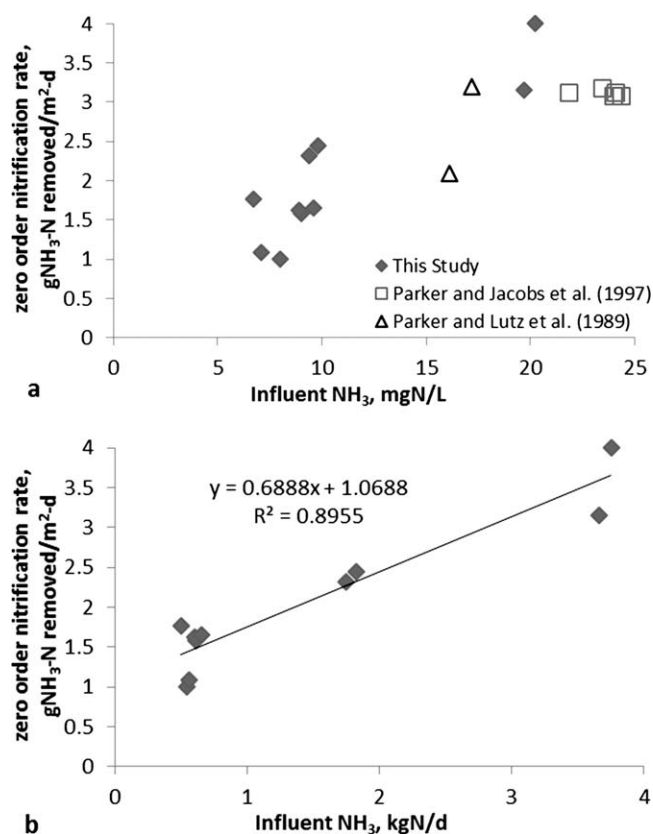 zero order nitrification rate,
gNH₃-N removed/m²-d
4
3.5
3
2.5
2
1.5
1
0.5
0
This Study
Parker and Jacobs et al. (1997)
Parker and Lutz et al. (1989)
0 5 10 15 20 25
a
Influent NH₃, mgN/L
zero order nitrification rate,
gNH₃-N removed/m²-d
4
3.5
3
2.5
2
1.5
1
0.5
0
y = 0.6888x + 1.0688
R² = 0.8955
0 1 2 3 4
b
Influent NH₃, kgN/d